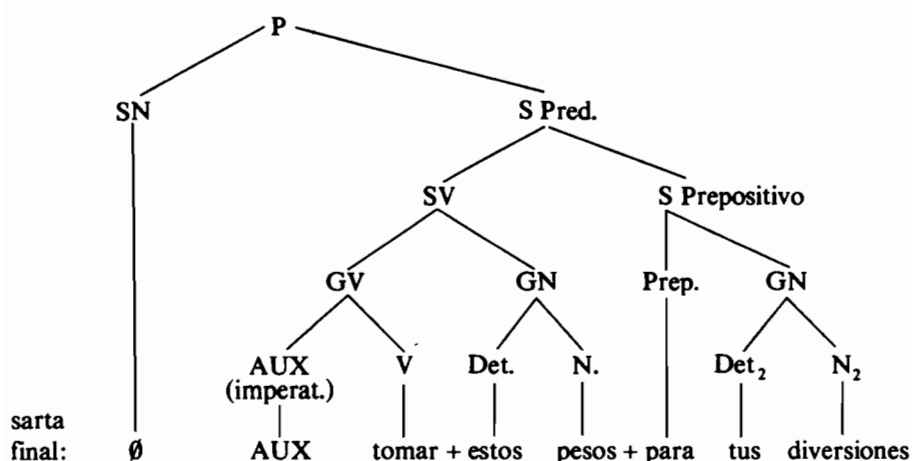 P
SN S Pred.
SV S Prepositivo
GV GN Prep. GN
AUX V Det. N. Det₂ N₂
(imperat.)
sarta
final: ø AUX tomar + estos pesos + para tus diversiones